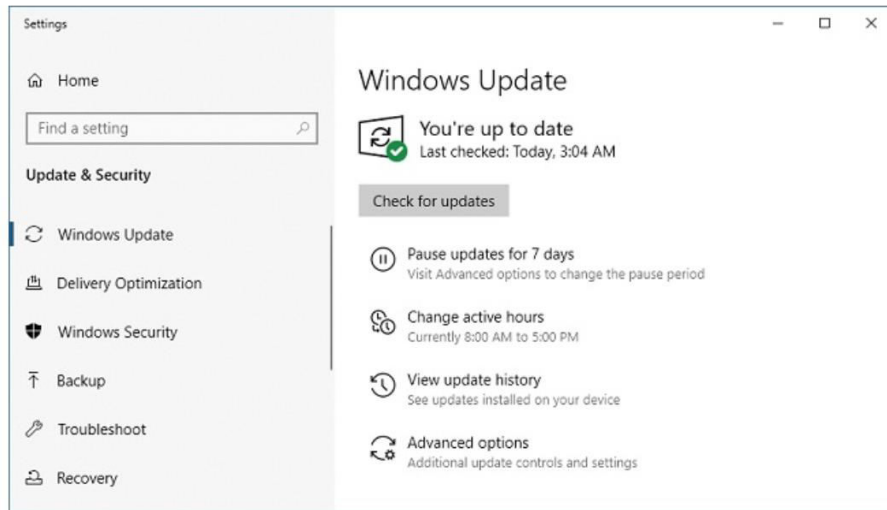 Settings
Home
Find a setting
Update & Security
Windows Update
Delivery Optimization
Windows Security
Backup
Troubleshoot
Recovery
Windows Update
You're up to date
Last checked: Today, 3:04 AM
Check for updates
Pause updates for 7 days
Visit Advanced options to change the pause period
Change active hours
Currently 8:00 AM to 5:00 PM
View update history
See updates installed on your device
Advanced options
Additional update controls and settings